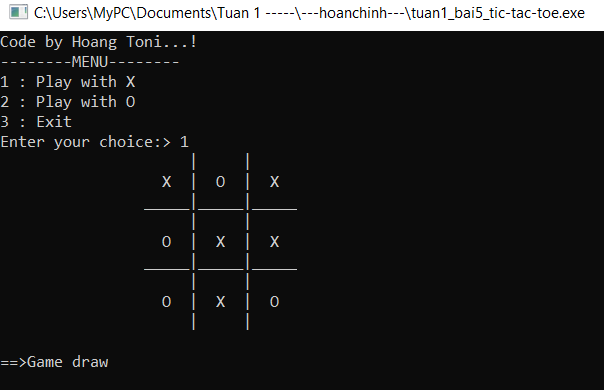 C:\Users\MyPC\Documents\Tuan 1 -----\---hoanchinh---\tuan1_bai5_tic-tac-toe.exe
Code by Hoang Toni...!
--------MENU--------
1 : Play with X
2 : Play with O
3 : Exit
Enter your choice:> 1
     |     |
  X  |  O  |  X
_____|_____|_____
     |     |
  O  |  X  |  X
_____|_____|_____
     |     |
  O  |  X  |  O
     |     |
==>Game draw